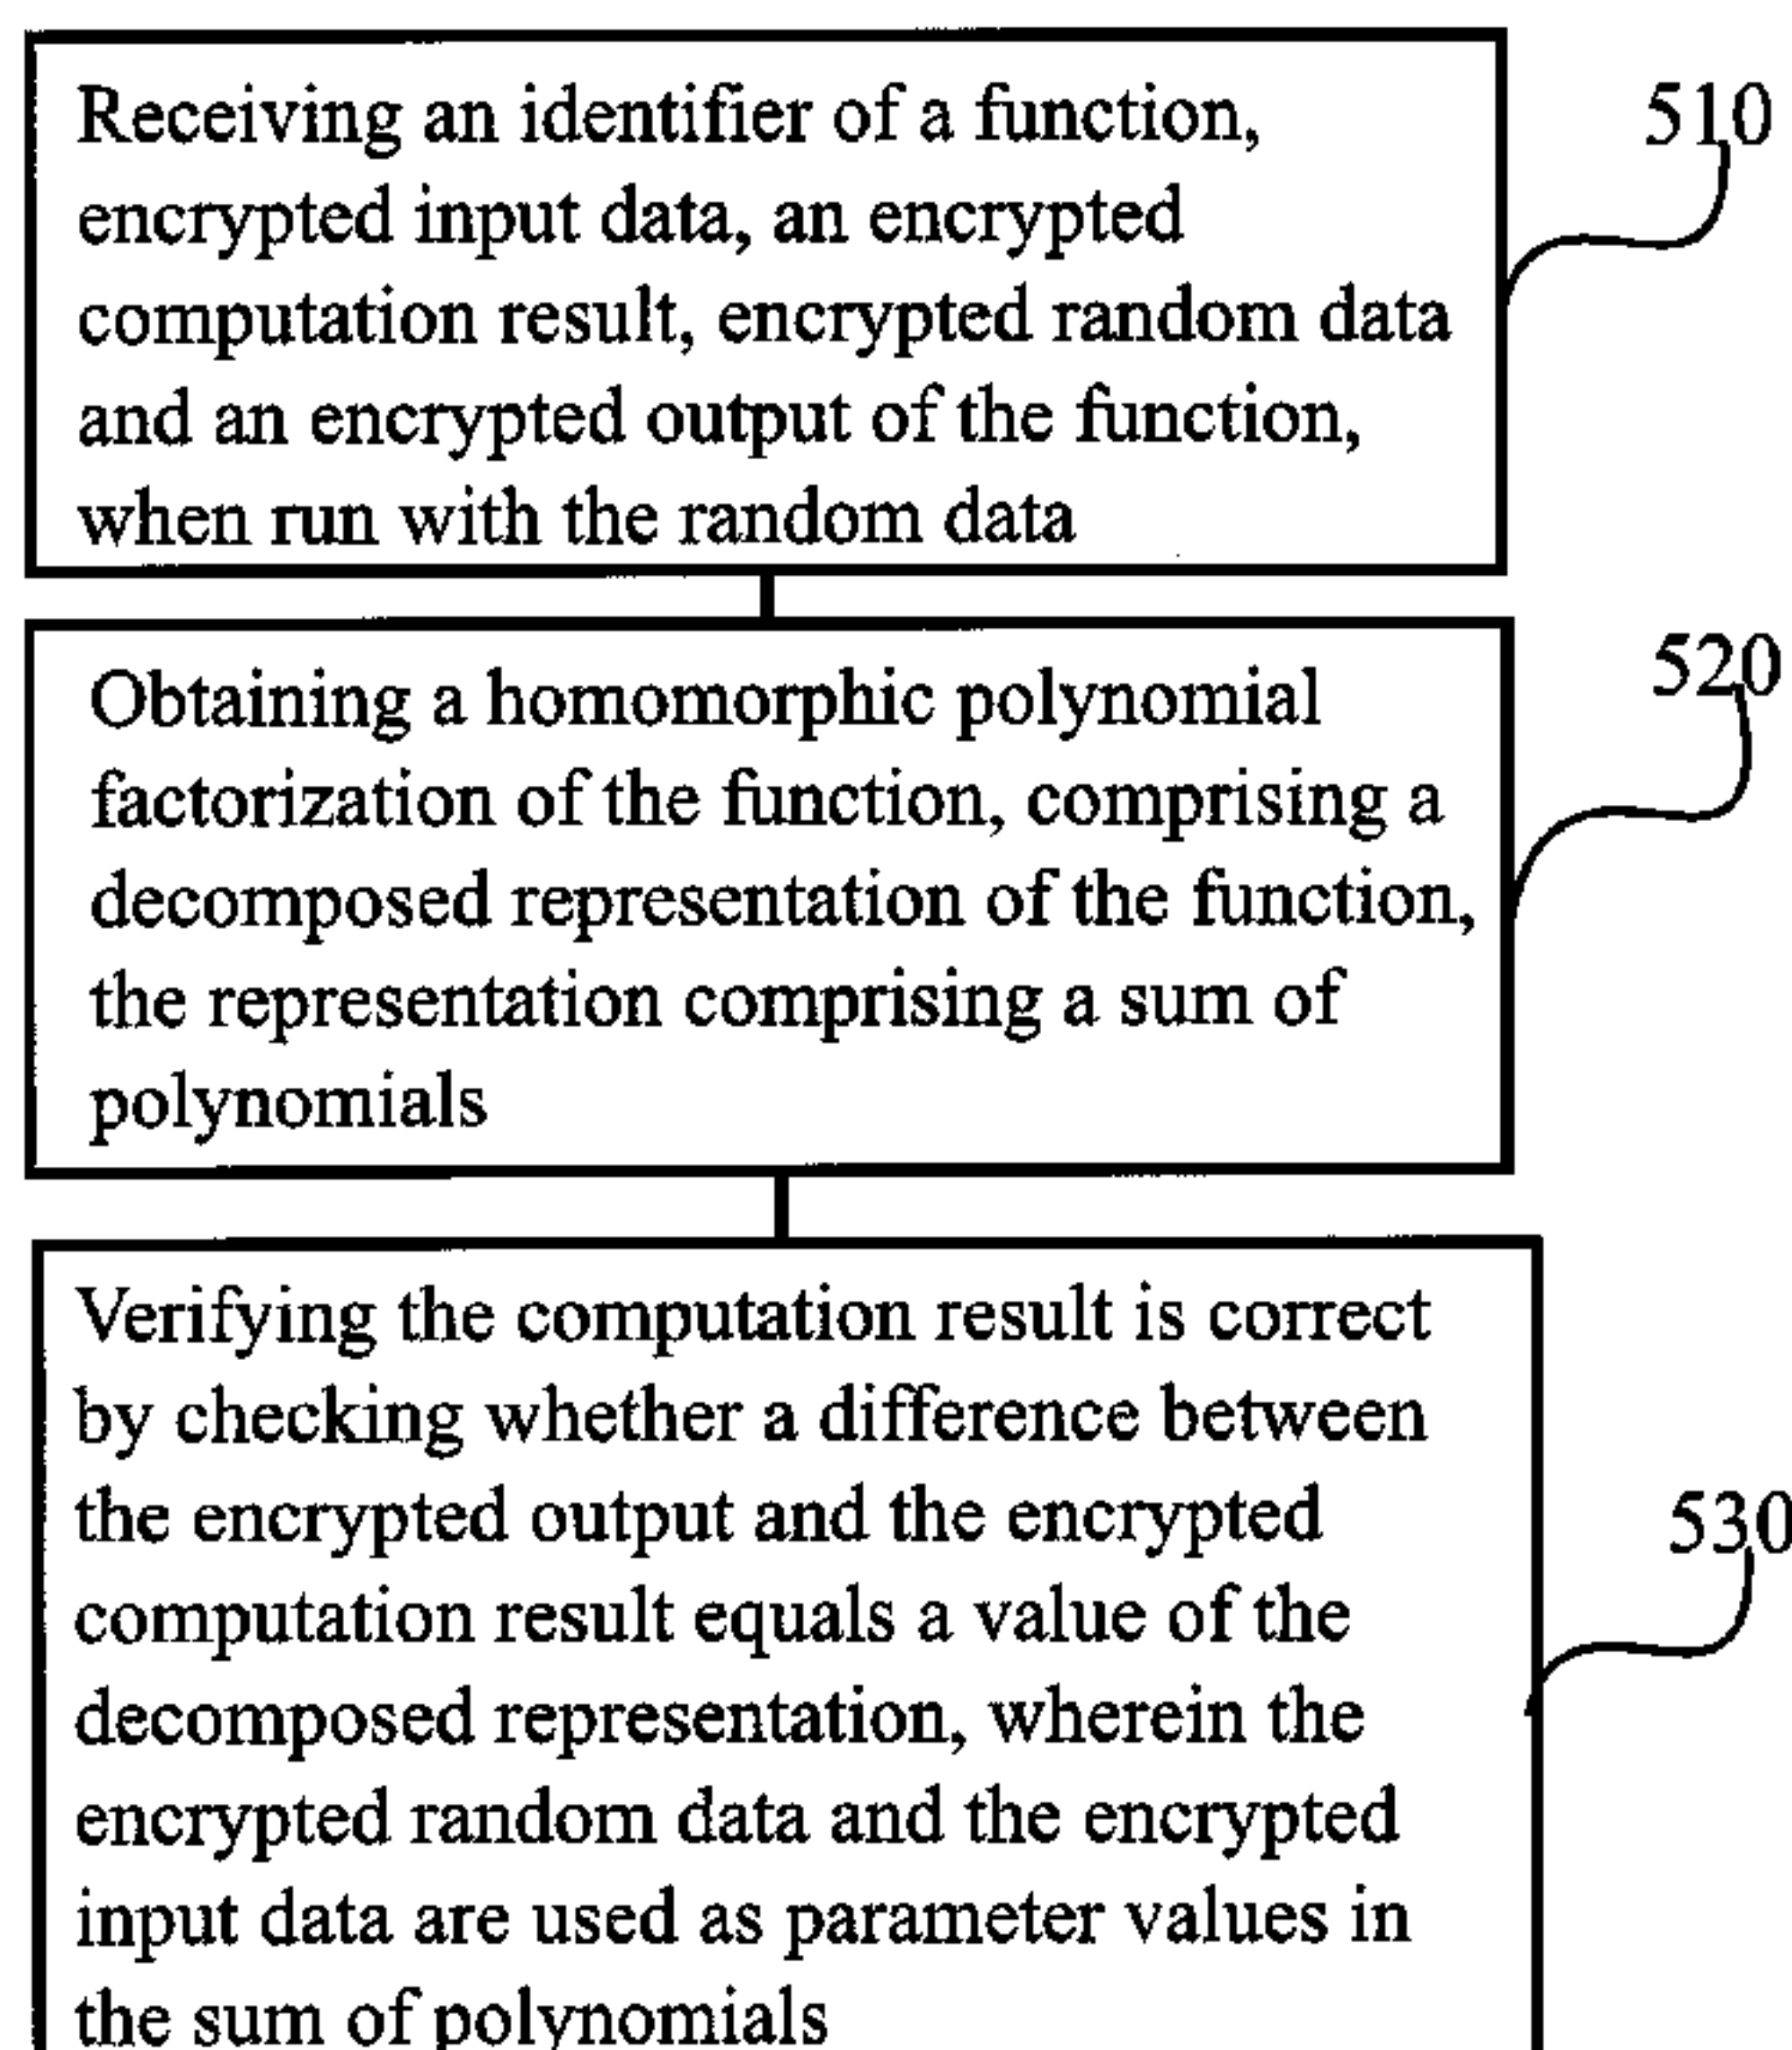 Receiving an identifier of a function,
encrypted input data, an encrypted
computation result, encrypted random data
and an encrypted output of the function,
when run with the random data
510
Obtaining a homomorphic polynomial
factorization of the function, comprising a
decomposed representation of the function,
the representation comprising a sum of
polynomials
520
Verifying the computation result is correct
by checking whether a difference between
the encrypted output and the encrypted
computation result equals a value of the
decomposed representation, wherein the
encrypted random data and the encrypted
input data are used as parameter values in
the sum of polynomials
530